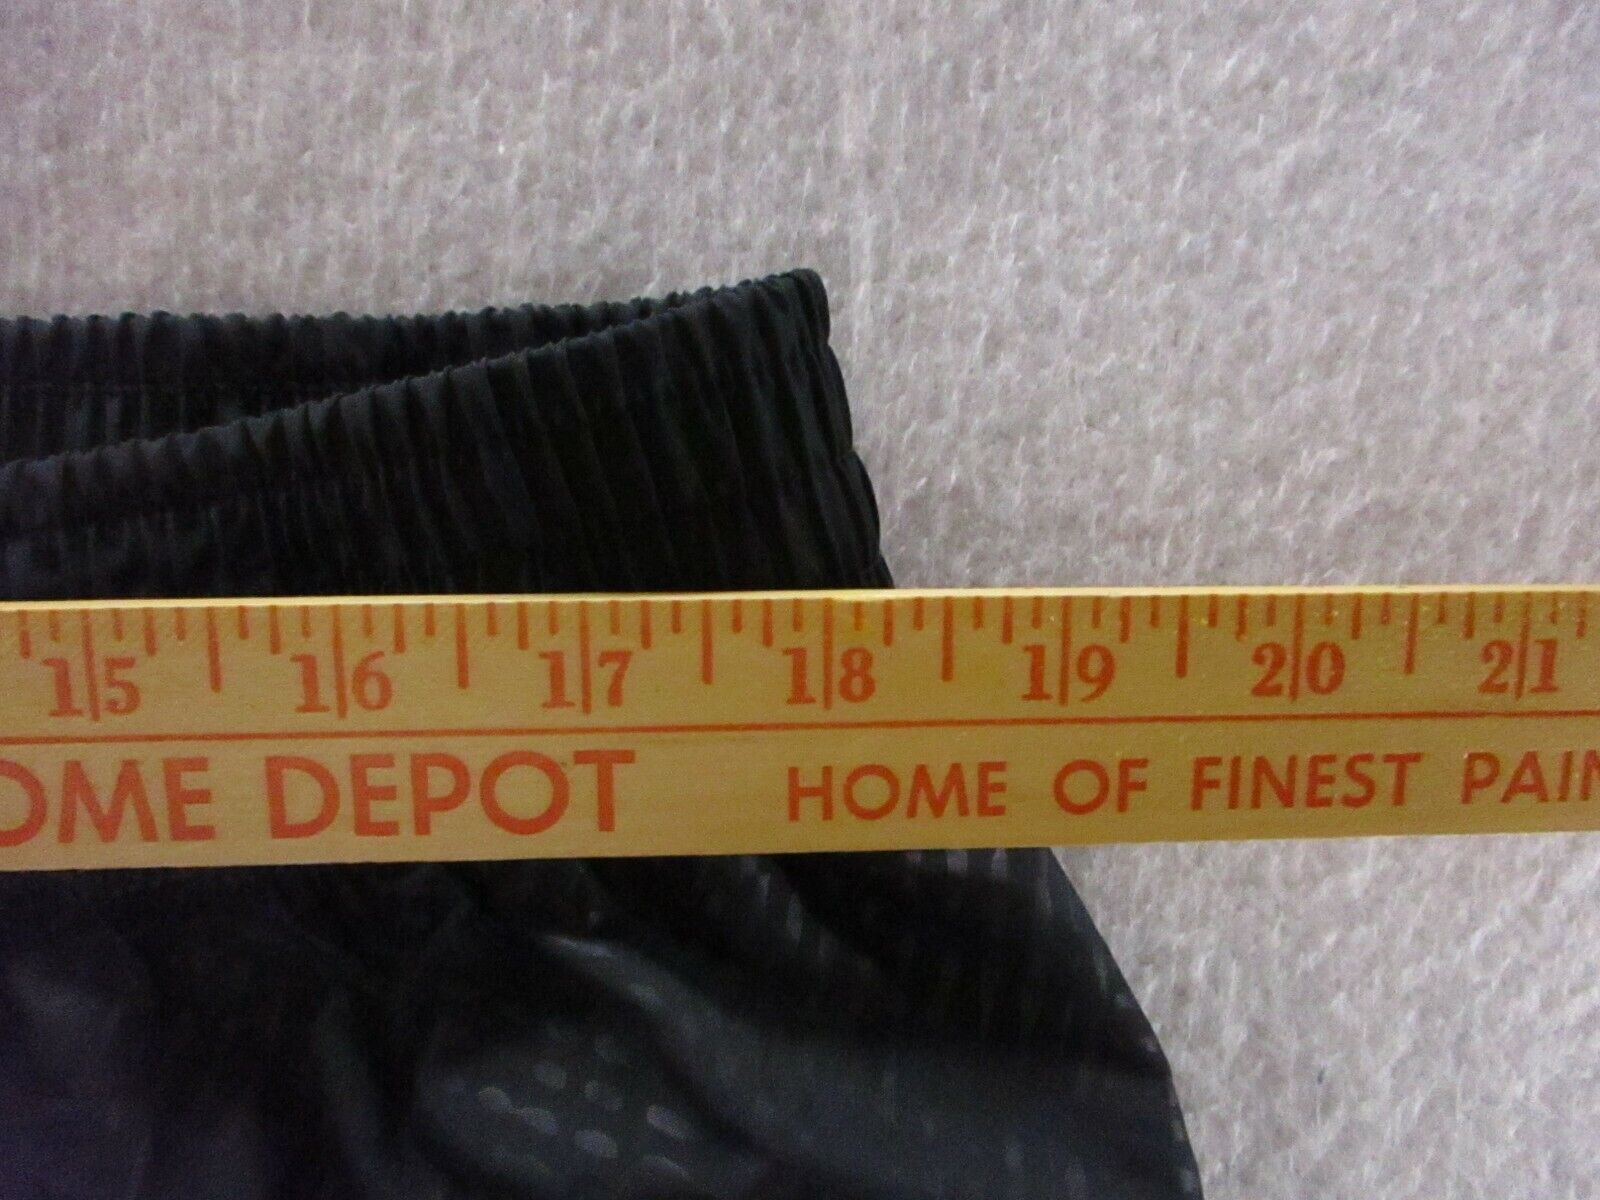 15 16 17 18 19 20 21
OME DEPOT HOME OF FINEST PAIN